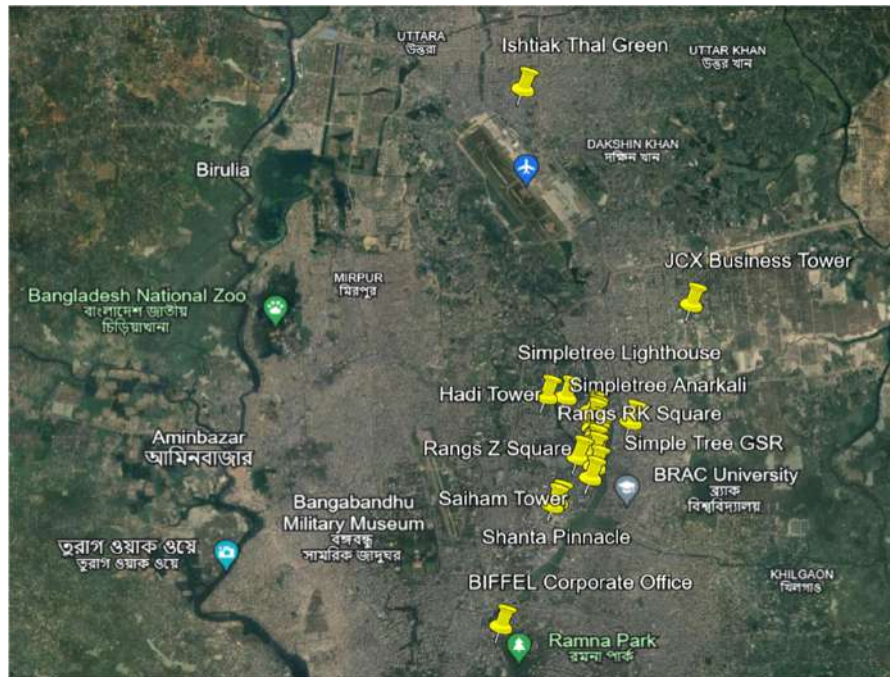 UTTARA
উত্তরা
Ishtiak Thal Green
UTTAR KHAN
উত্তর খান
DAKSHIN KHAN
দক্ষিন খান
Birulia
JCX Business Tower
MIRPUR
মিরপুর
Bangladesh National Zoo
বাংলাদেশ জাতীয়
চিড়িয়াখানা
Simpletree Lighthouse
Hadi Tower
Simpletree Anarkali
Rangs RK Square
Aminbazar
আমিনবাজার
Rangs Z Square
Simple Tree GSR
BRAC University
ব্র্যাক
বিশ্ববিদ্যালয়
Bangabandhu
Military Museum
বঙ্গবন্ধু
সামরিক জাদুঘর
Saiham Tower
Shanta Pinnacle
তুরাগ ওয়াক ওয়ে
তুরাগ ওয়াক ওয়ে
BIFFEL Corporate Office
KHILGAON
খিলগাও
Ramna Park
রমনা পার্ক